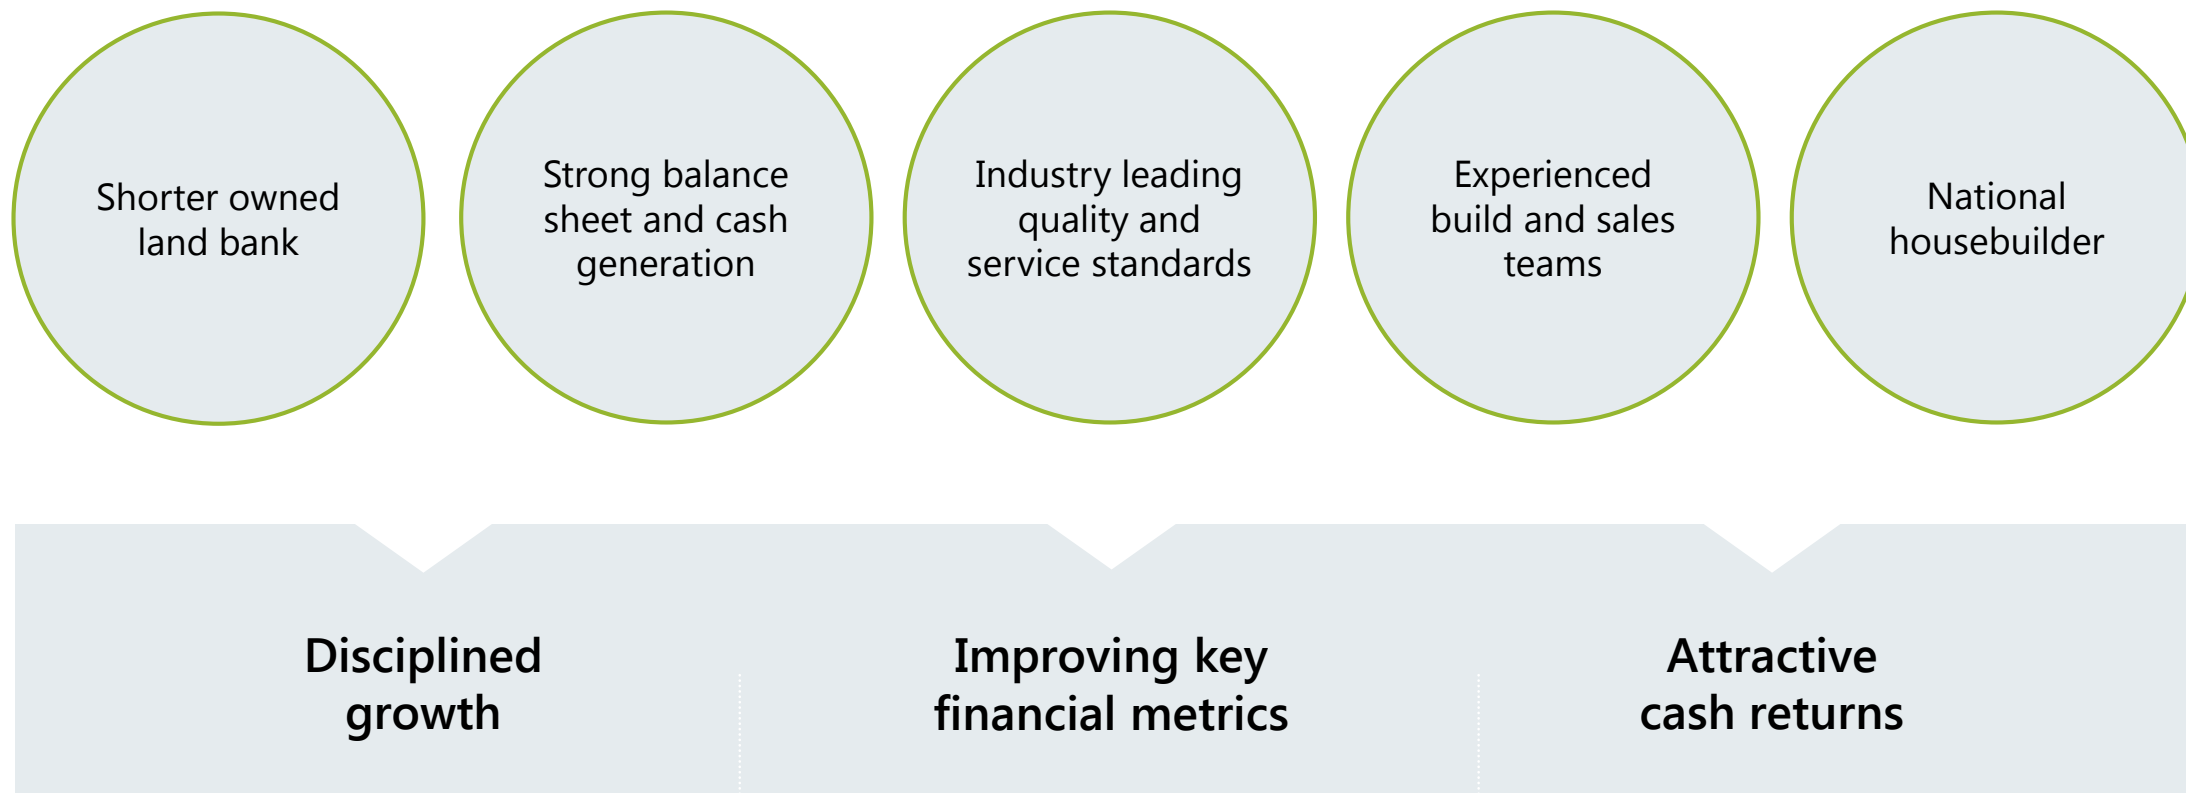 Shorter owned
land bank
Strong balance
sheet and cash
generation
Industry leading
quality and
service standards
Experienced
build and sales
teams
National
housebuilder
Disciplined
growth
Improving key
financial metrics
Attractive
cash returns